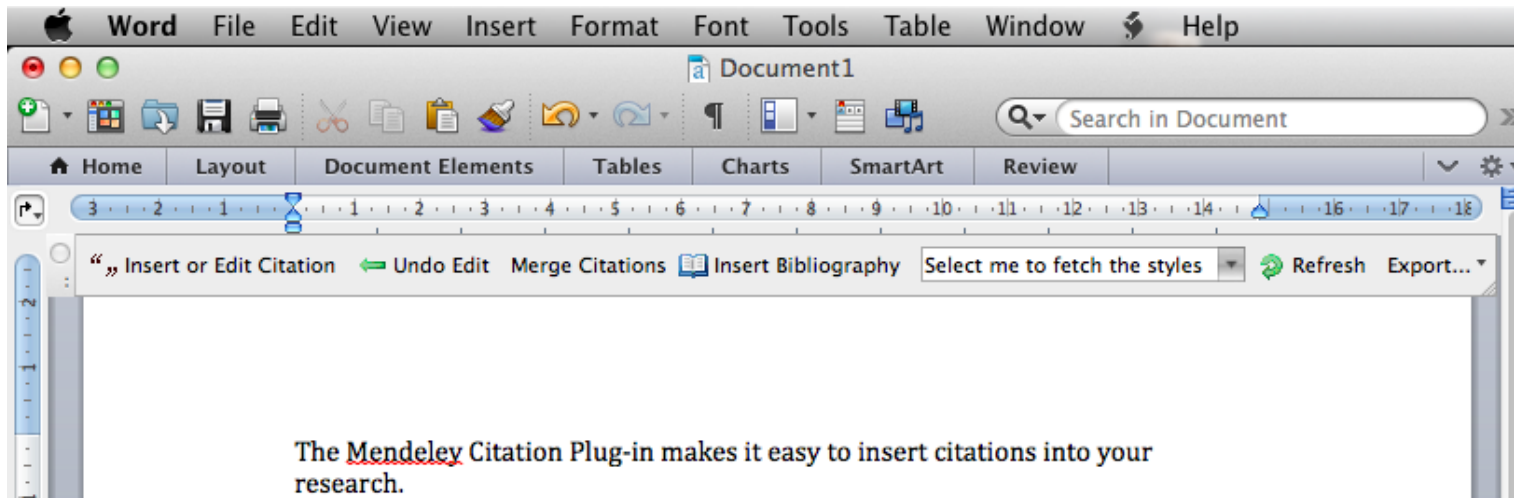 Word File Edit View Insert Format Font Tools Table Window Help
Document1
Search in Document
Home Layout Document Elements Tables Charts SmartArt Review
3 2 1 1 2 3 4 5 6 7 8 9 10 11 12 13 14 16 17 18
Insert or Edit Citation Undo Edit Merge Citations Insert Bibliography Select me to fetch the styles Refresh Export...
2
1
The Mendeley Citation Plug-in makes it easy to insert citations into your
research.